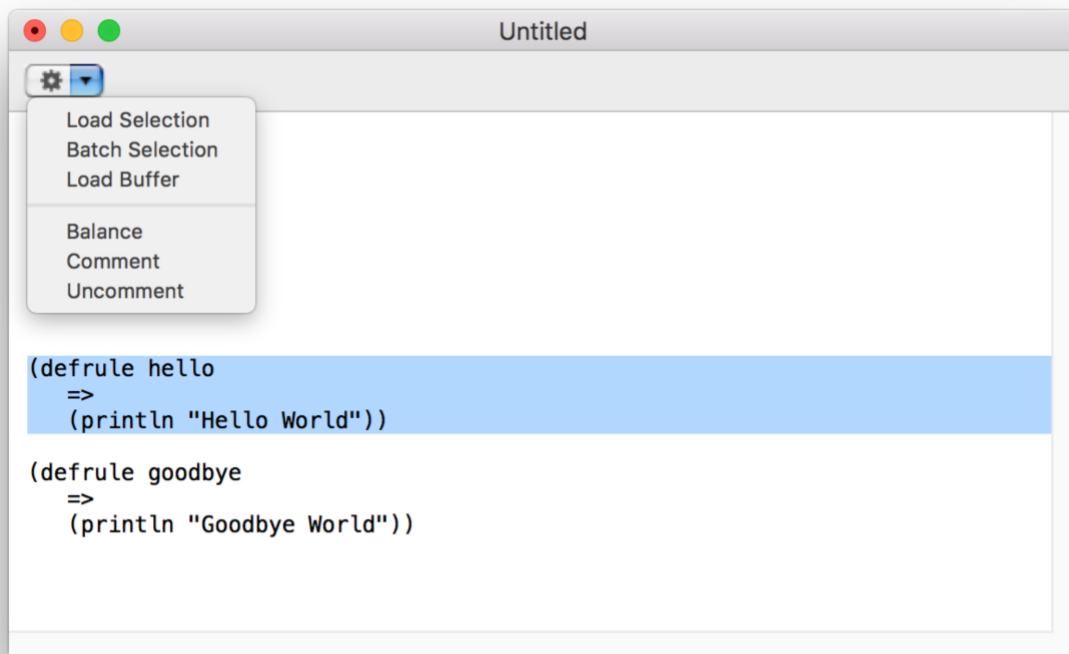 Untitled
Load Selection
Batch Selection
Load Buffer
Balance
Comment
Uncomment
(defrule hello
   =>
   (println "Hello World"))
(defrule goodbye
   =>
   (println "Goodbye World"))